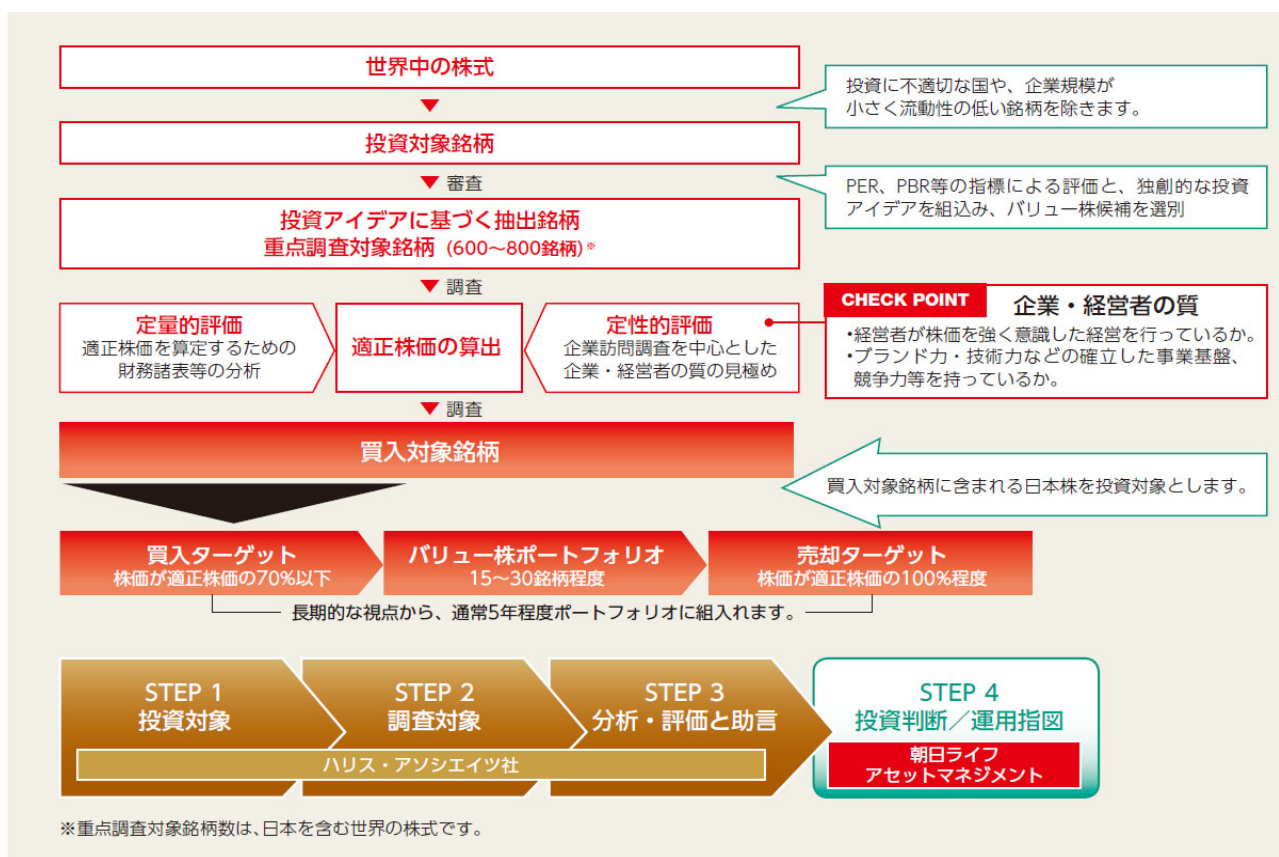 世界中の株式
投資に不適切な国や、企業規模が
小さく流動性の低い銘柄を除きます。
▼
投資対象銘柄
▼ 審査
PER、PBR等の指標による評価と、独創的な投資
アイデアを組込み、バリュー株候補を選別
投資アイデアに基づく抽出銘柄
重点調査対象銘柄 (600～800銘柄)※
▼ 調査
定量的評価
適正株価を算定するための
財務諸表等の分析
適正株価の算出
定性的評価
企業訪問調査を中心とした
企業・経営者の質の見極め
CHECK POINT 企業・経営者の質
・経営者が株価を強く意識した経営を行っているか。
・ブランド力・技術力などの確立した事業基盤、
競争力等を持っているか。
▼ 調査
買入対象銘柄
買入対象銘柄に含まれる日本株を投資対象とします。
買入ターゲット
株価が適正株価の70%以下
バリュー株ポートフォリオ
15～30銘柄程度
売却ターゲット
株価が適正株価の100%程度
長期的な視点から、通常5年程度ポートフォリオに組入れます。
STEP 1
投資対象
STEP 2
調査対象
STEP 3
分析・評価と助言
ハリス・アソシエイツ社
STEP 4
投資判断／運用指図
朝日ライフ
アセットマネジメント
※重点調査対象銘柄数は、日本を含む世界の株式です。